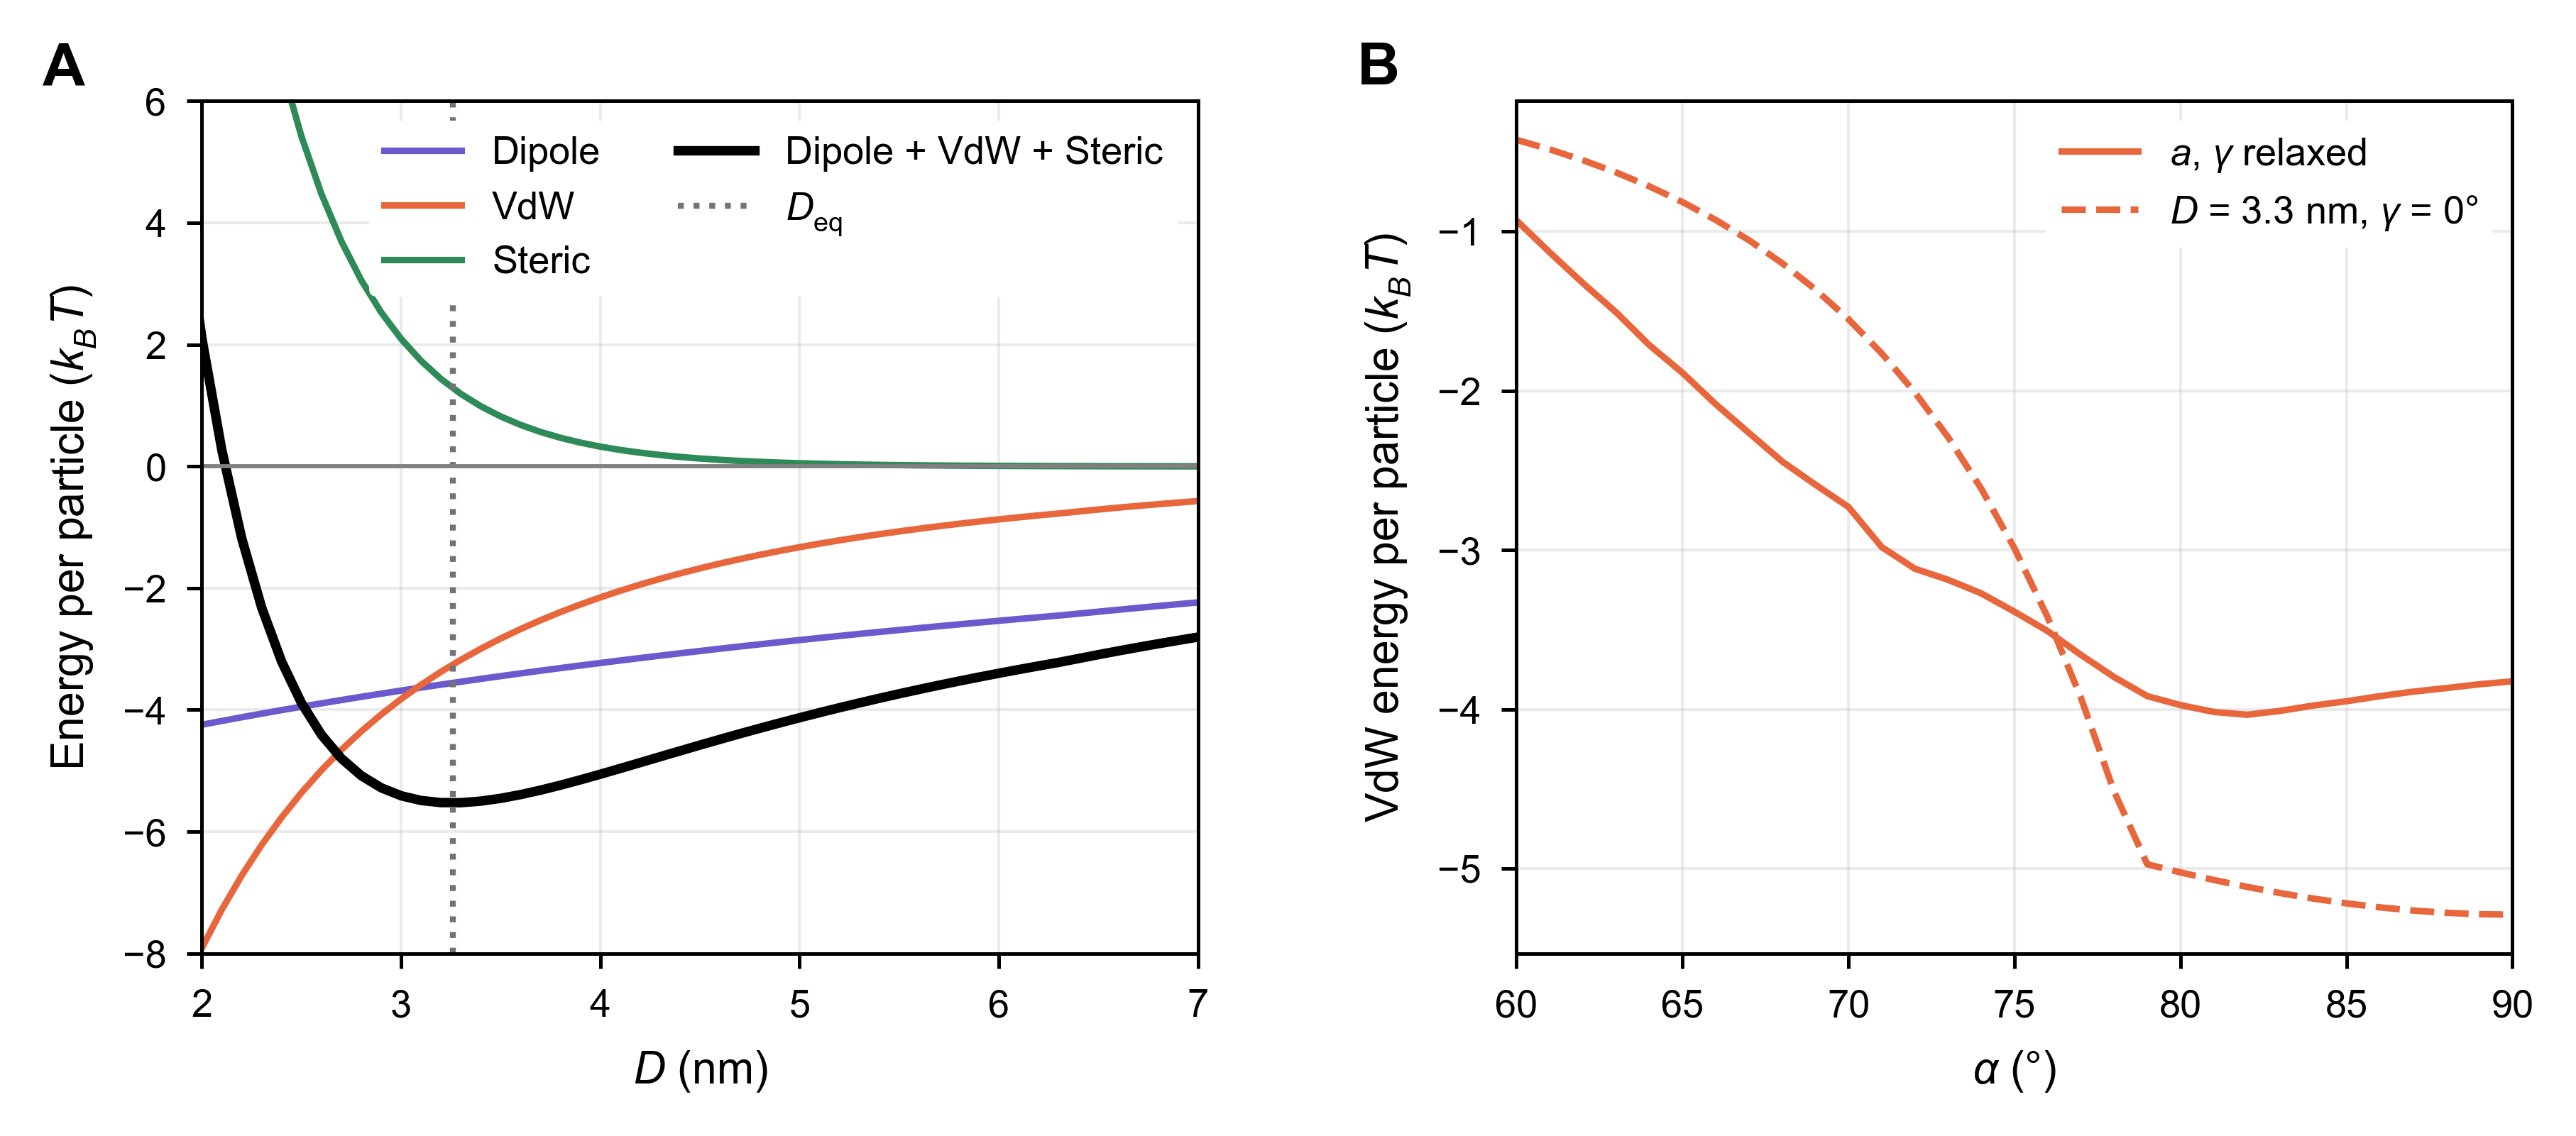 A
Energy per particle (k_BT)
6
4
2
0
−2
−4
−6
−8
Dipole
VdW
Steric
Dipole + VdW + Steric
D_eq
2 3 4 5 6 7
D (nm)
B
VdW energy per particle (k_BT)
−1
−2
−3
−4
−5
a, γ relaxed
D = 3.3 nm, γ = 0°
60 65 70 75 80 85 90
α (°)